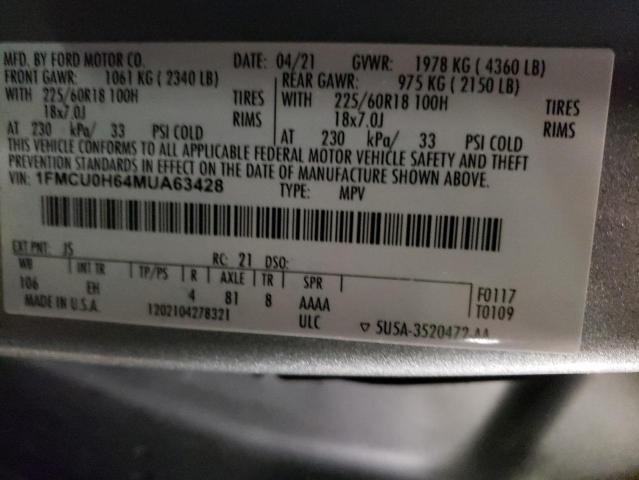 MFD. BY FORD MOTOR CO. DATE: 04/21 GVWR: 1978 KG ( 4360 LB)
FRONT GAWR: 1061 KG ( 2340 LB) REAR GAWR: 975 KG ( 2150 LB)
WITH 225/60R18 100H TIRES WITH 225/60R18 100H TIRES
18x7.0J RIMS 18x7.0J RIMS
AT 230 kPa/ 33 PSI COLD AT 230 kPa/ 33 PSI COLD
THIS VEHICLE CONFORMS TO ALL APPLICABLE FEDERAL MOTOR VEHICLE SAFETY AND THEFT
PREVENTION STANDARDS IN EFFECT ON THE DATE OF MANUFACTURE SHOWN ABOVE.
VIN: 1FMCU0H64MUA63428 TYPE: MPV
EXT PNT: JS RC: 21 DSO:
WB INT TR TP/PS R AXLE TR SPR
106 EH 4 81 8 AAAA F0117
MADE IN U.S.A. 1202104278321 ULC T0109
▽ 5U5A-3520472-AA